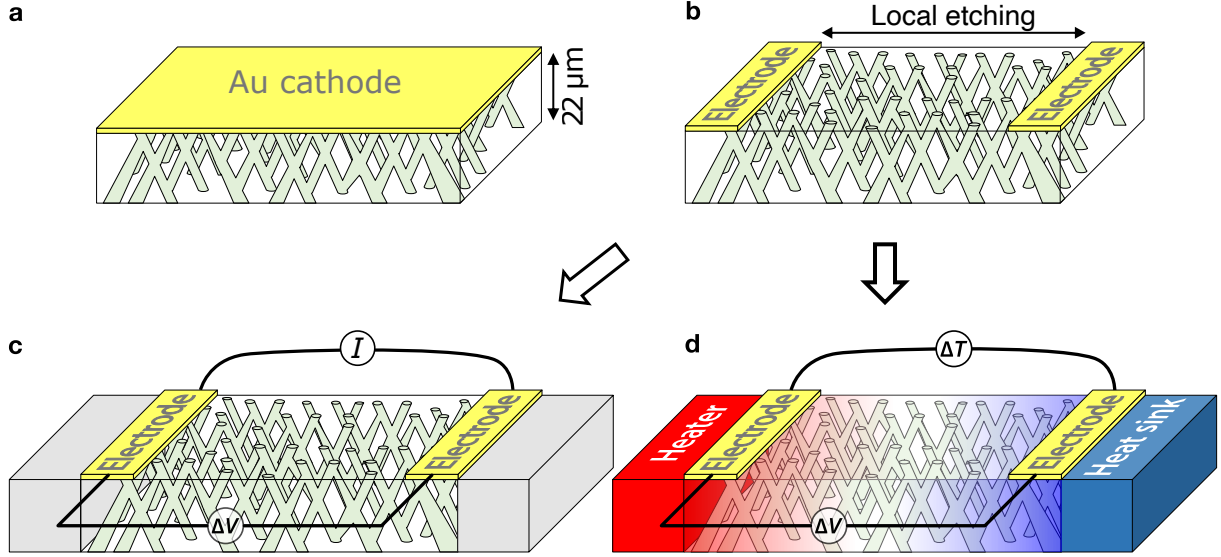 a
Au cathode
22 µm
b
Local etching
Electrode
Electrode
c
I
Electrode
Electrode
ΔV
d
ΔT
Heater
Electrode
Electrode
Heat sink
ΔV